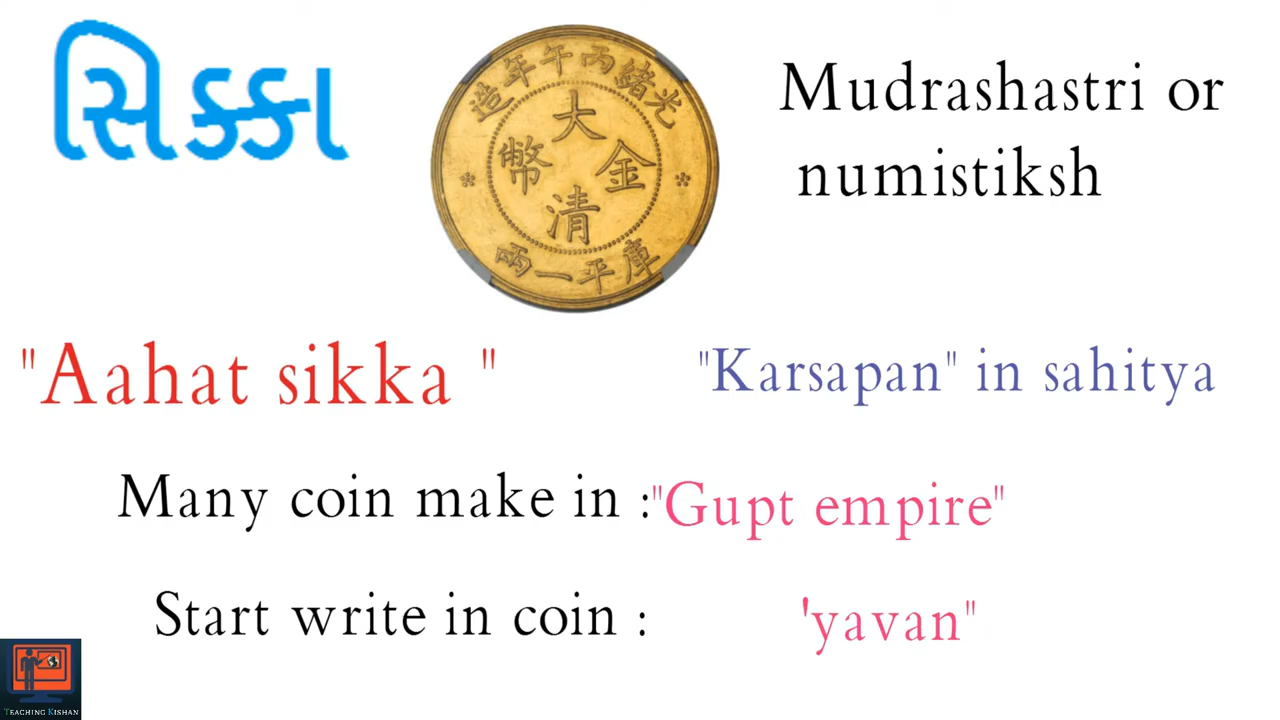 સિક્કા
光緒丙午年造
大清金幣
庫平一兩
Mudrashastri or
numistiksh
"Aahat sikka "
"Karsapan" in sahitya
Many coin make in :"Gupt empire"
Start write in coin : 'yavan"
TEACHING KISHAN